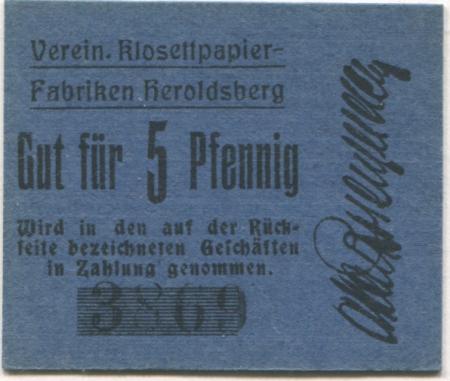 Verein. Klosettpapier-
Fabriken Heroldsberg
Gut für 5 Pfennig
Wird in den auf der Rück-
seite bezeichneten Geschäften
in Zahlung genommen.
3869